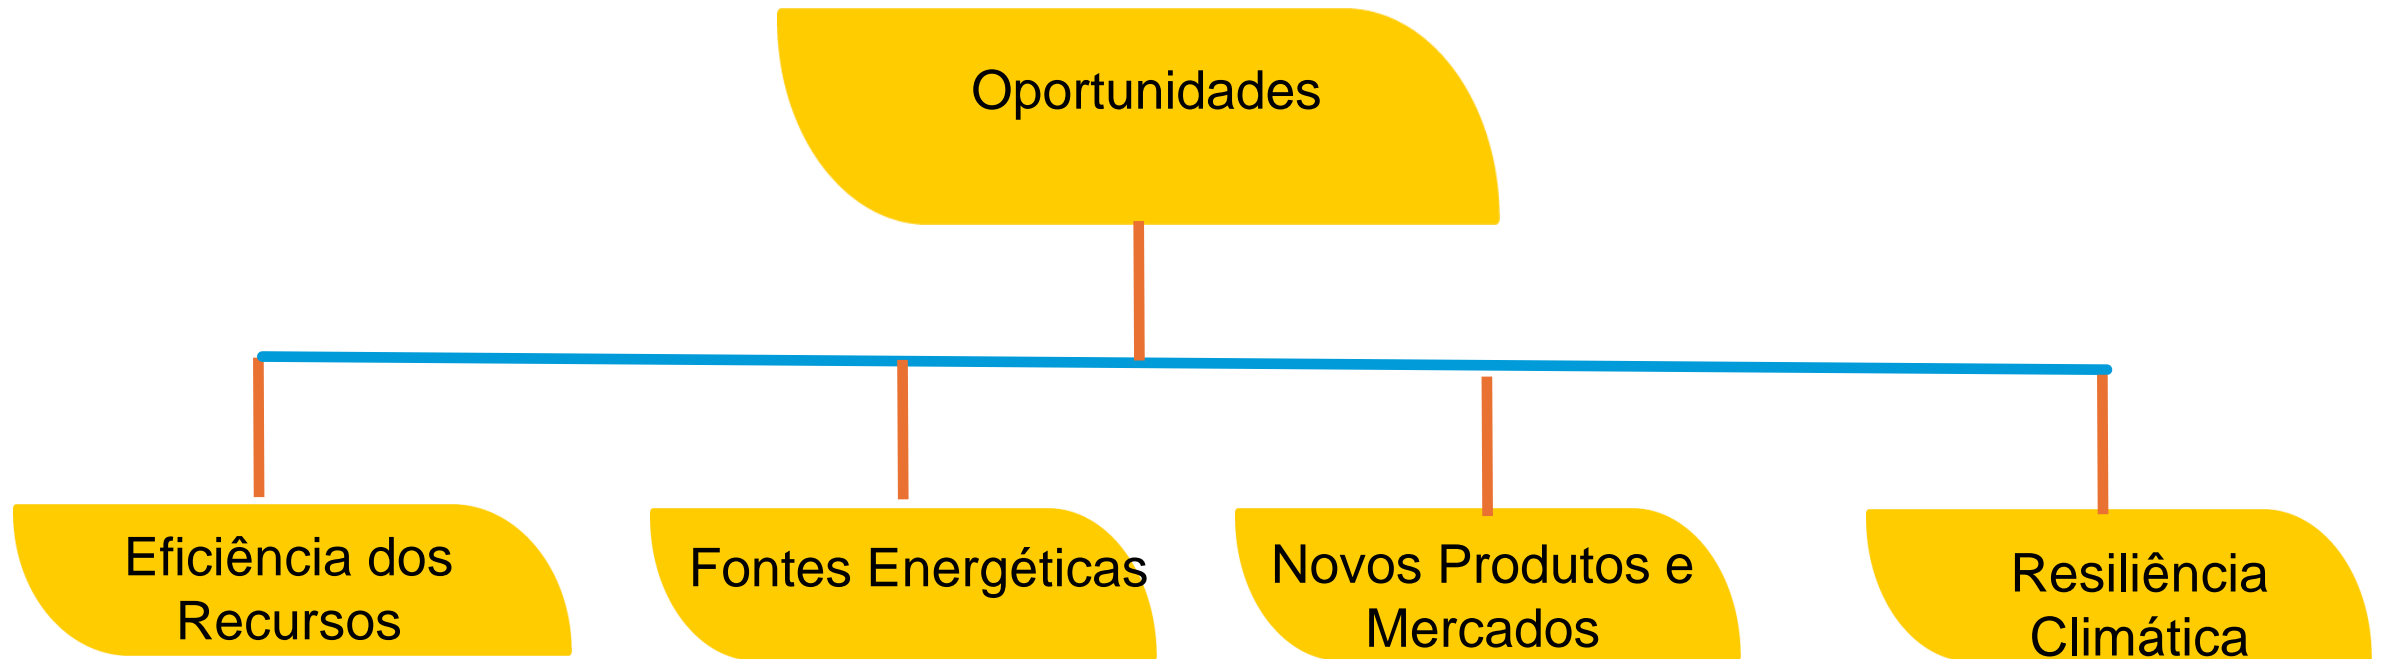 Oportunidades
Eficiência dos
Recursos
Fontes Energéticas
Novos Produtos e
Mercados
Resiliência
Climática